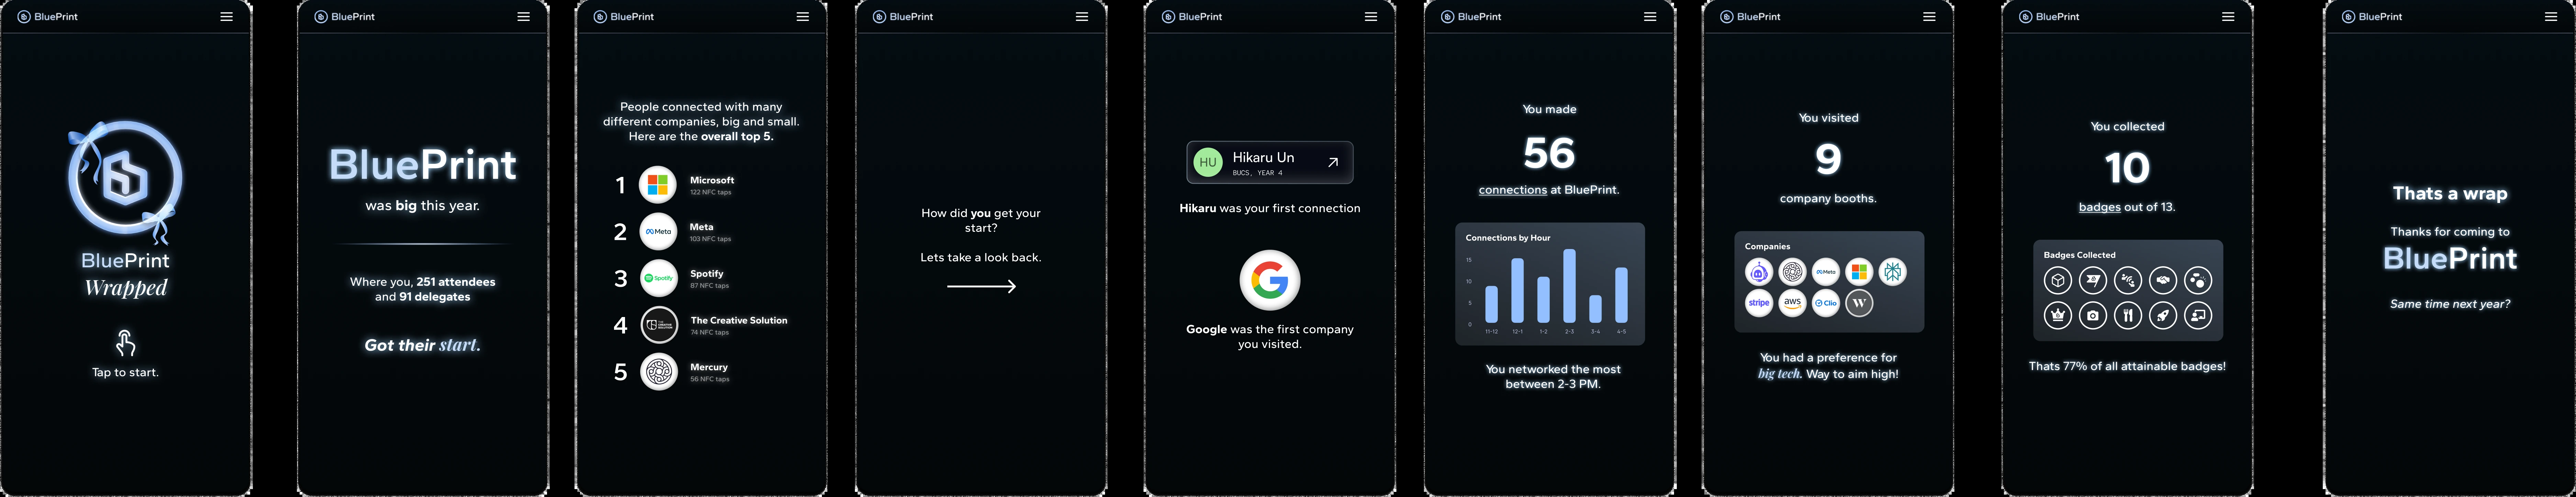 BluePrint
BluePrint
Wrapped
Tap to start.
BluePrint
BluePrint
was big this year.
Where you, 251 attendees
and 91 delegates
Got their start.
BluePrint
People connected with many
different companies, big and small.
Here are the overall top 5.
1
Microsoft
122 NFC taps
2
Meta
Meta
103 NFC taps
3
Spotify
Spotify
87 NFC taps
4
THE CREATIVE SOLUTION
The Creative Solution
74 NFC taps
5
Mercury
56 NFC taps
BluePrint
How did you get your
start?
Lets take a look back.
BluePrint
HU
Hikaru Un
BUCS, YEAR 4
Hikaru was your first connection
Google was the first company
you visited.
BluePrint
You made
56
connections at BluePrint.
Connections by Hour
15
10
5
0
11-12 12-1 1-2 2-3 3-4 4-5
You networked the most
between 2-3 PM.
BluePrint
You visited
9
company booths.
Companies
Meta
stripe aws Clio W
You had a preference for
big tech. Way to aim high!
BluePrint
You collected
10
badges out of 13.
Badges Collected
Thats 77% of all attainable badges!
BluePrint
Thats a wrap
Thanks for coming to
BluePrint
Same time next year?